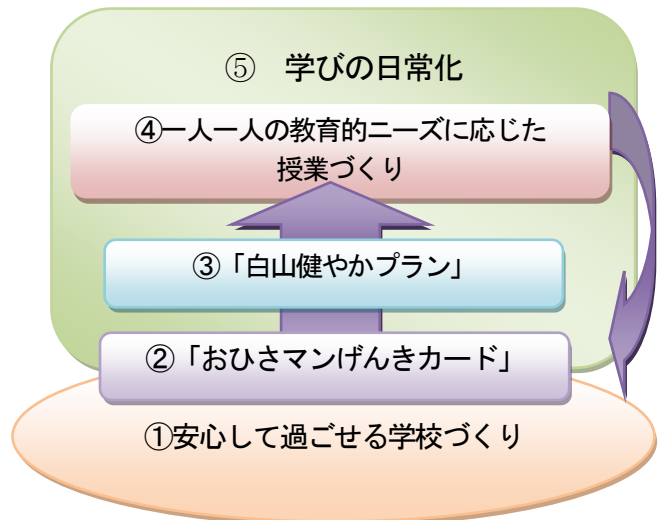 ⑤　学びの日常化
④一人一人の教育的ニーズに応じた
授業づくり
③「白山健やかプラン」
②「おひさマンげんきカード」
①安心して過ごせる学校づくり